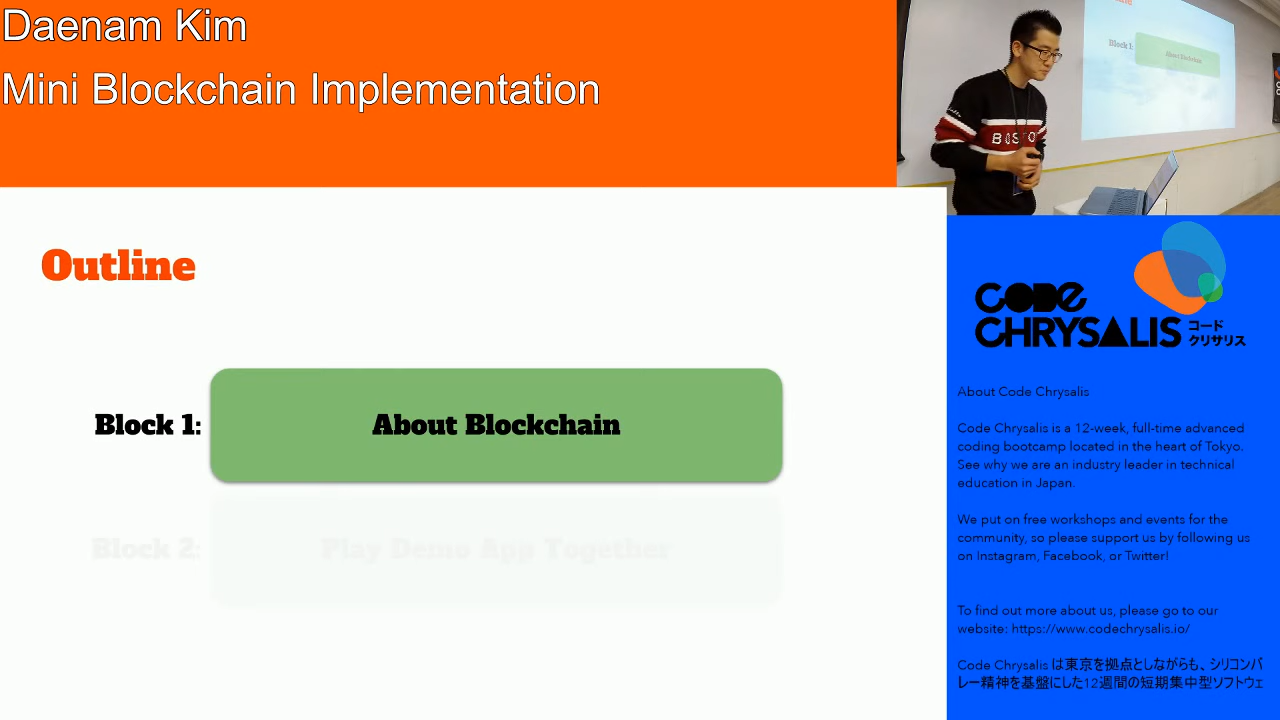 Daenam Kim
Mini Blockchain Implementation
Outline
Block 1:
About Blockchain
Block 2:
Play Demo App Together
Block 1:
About Blockchain
CODE
CHRYSALIS
コード
クリサリス
About Code Chrysalis
Code Chrysalis is a 12-week, full-time advanced
coding bootcamp located in the heart of Tokyo.
See why we are an industry leader in technical
education in Japan.
We put on free workshops and events for the
community, so please support us by following us
on Instagram, Facebook, or Twitter!
To find out more about us, please go to our
website: https://www.codechrysalis.io/
Code Chrysalis は東京を拠点としながらも、シリコンバ
レー精神を基盤にした12週間の短期集中型ソフトウェ